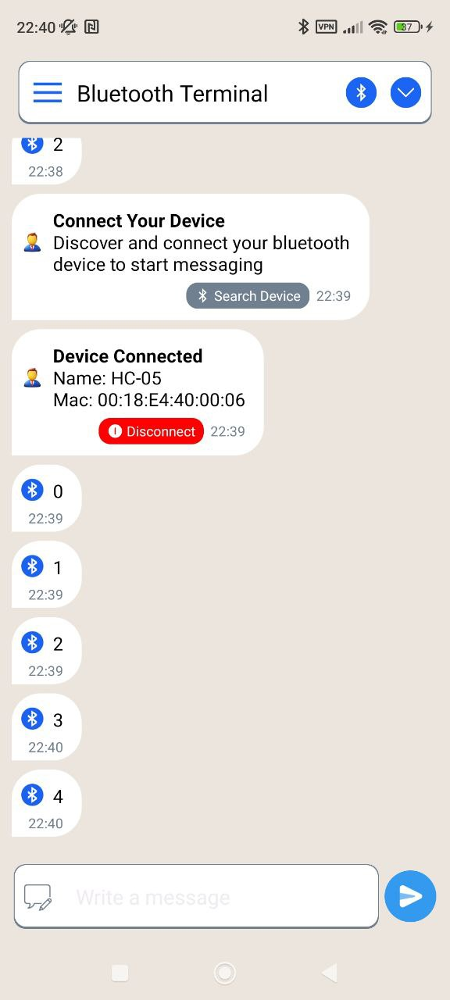 22:40
VPN
37
Bluetooth Terminal
2
22:38
Connect Your Device
Discover and connect your bluetooth
device to start messaging
Search Device 22:39
Device Connected
Name: HC-05
Mac: 00:18:E4:40:00:06
Disconnect 22:39
0
22:39
1
22:39
2
22:39
3
22:40
4
22:40
Write a message